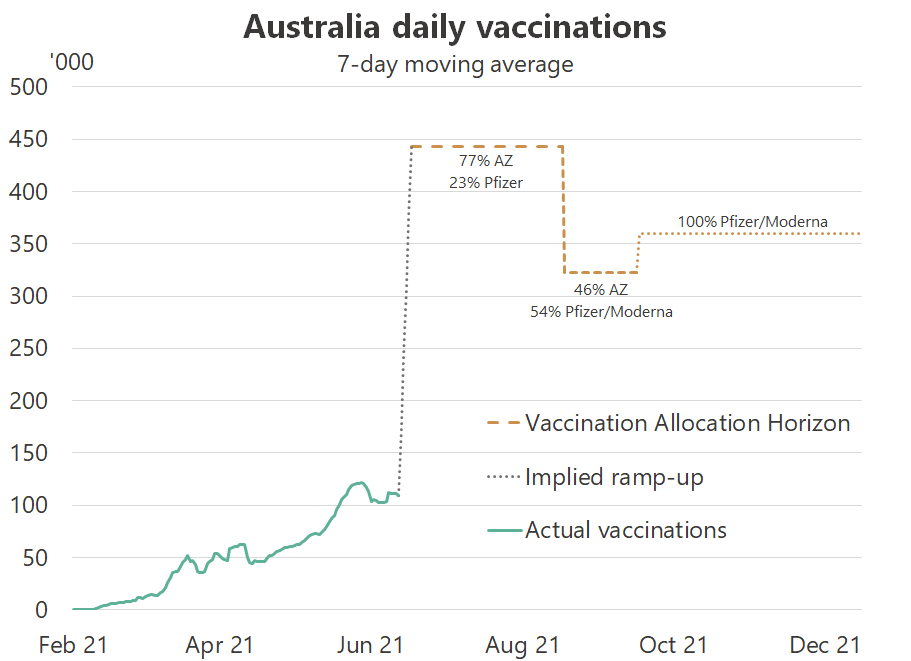 Australia daily vaccinations
'000
7-day moving average
500
450
77% AZ
23% Pfizer
400
100% Pfizer/Moderna
350
300
46% AZ
54% Pfizer/Moderna
250
200
Vaccination Allocation Horizon
150
Implied ramp-up
100
Actual vaccinations
50
0
Feb 21 Apr 21 Jun 21 Aug 21 Oct 21 Dec 21